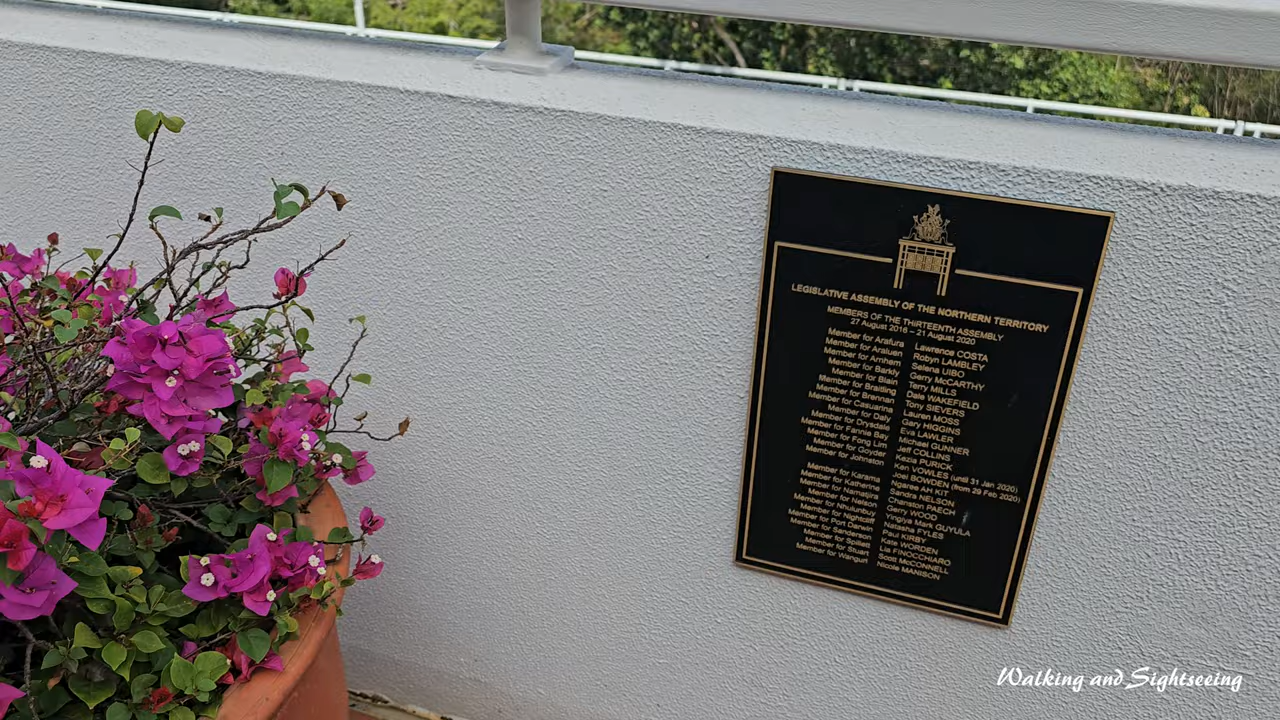 LEGISLATIVE ASSEMBLY OF THE NORTHERN TERRITORY
MEMBERS OF THE THIRTEENTH ASSEMBLY
27 August 2016 – 21 August 2020
Member for Arafura Lawrence COSTA
Member for Araluen Robyn LAMBLEY
Member for Arnhem Selena UIBO
Member for Barkly Gerry McCARTHY
Member for Blain Terry MILLS
Member for Braitling Dale WAKEFIELD
Member for Brennan Tony SIEVERS
Member for Casuarina Lauren MOSS
Member for Daly Gary HIGGINS
Member for Drysdale Eva LAWLER
Member for Fannie Bay Michael GUNNER
Member for Fong Lim Jeff COLLINS
Member for Goyder Kezia PURICK
Member for Johnston Ken VOWLES (until 31 Jan 2020)
Joel BOWDEN (from 29 Feb 2020)
Member for Karama Ngaree AH KIT
Member for Katherine Sandra NELSON
Member for Namatjira Chanston PAECH
Member for Nelson Gerry WOOD
Member for Nhulunbuy Yingiya Mark GUYULA
Member for Nightcliff Natasha FYLES
Member for Port Darwin Paul KIRBY
Member for Sanderson Kate WORDEN
Member for Spillett Lia FINOCCHIARO
Member for Stuart Scott McCONNELL
Member for Wanguri Nicole MANISON
Walking and Sightseeing